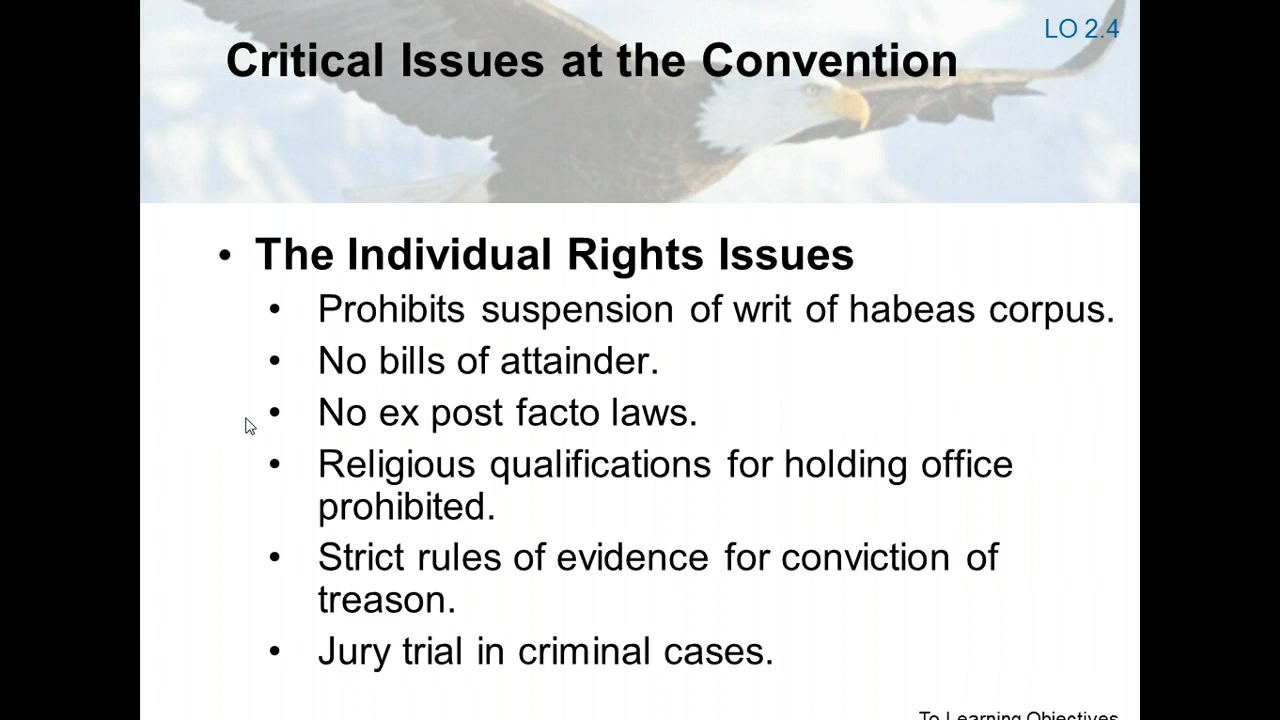 LO 2.4
Critical Issues at the Convention
• The Individual Rights Issues
• Prohibits suspension of writ of habeas corpus.
• No bills of attainder.
• No ex post facto laws.
• Religious qualifications for holding office
prohibited.
• Strict rules of evidence for conviction of
treason.
• Jury trial in criminal cases.
To Learning Objectives